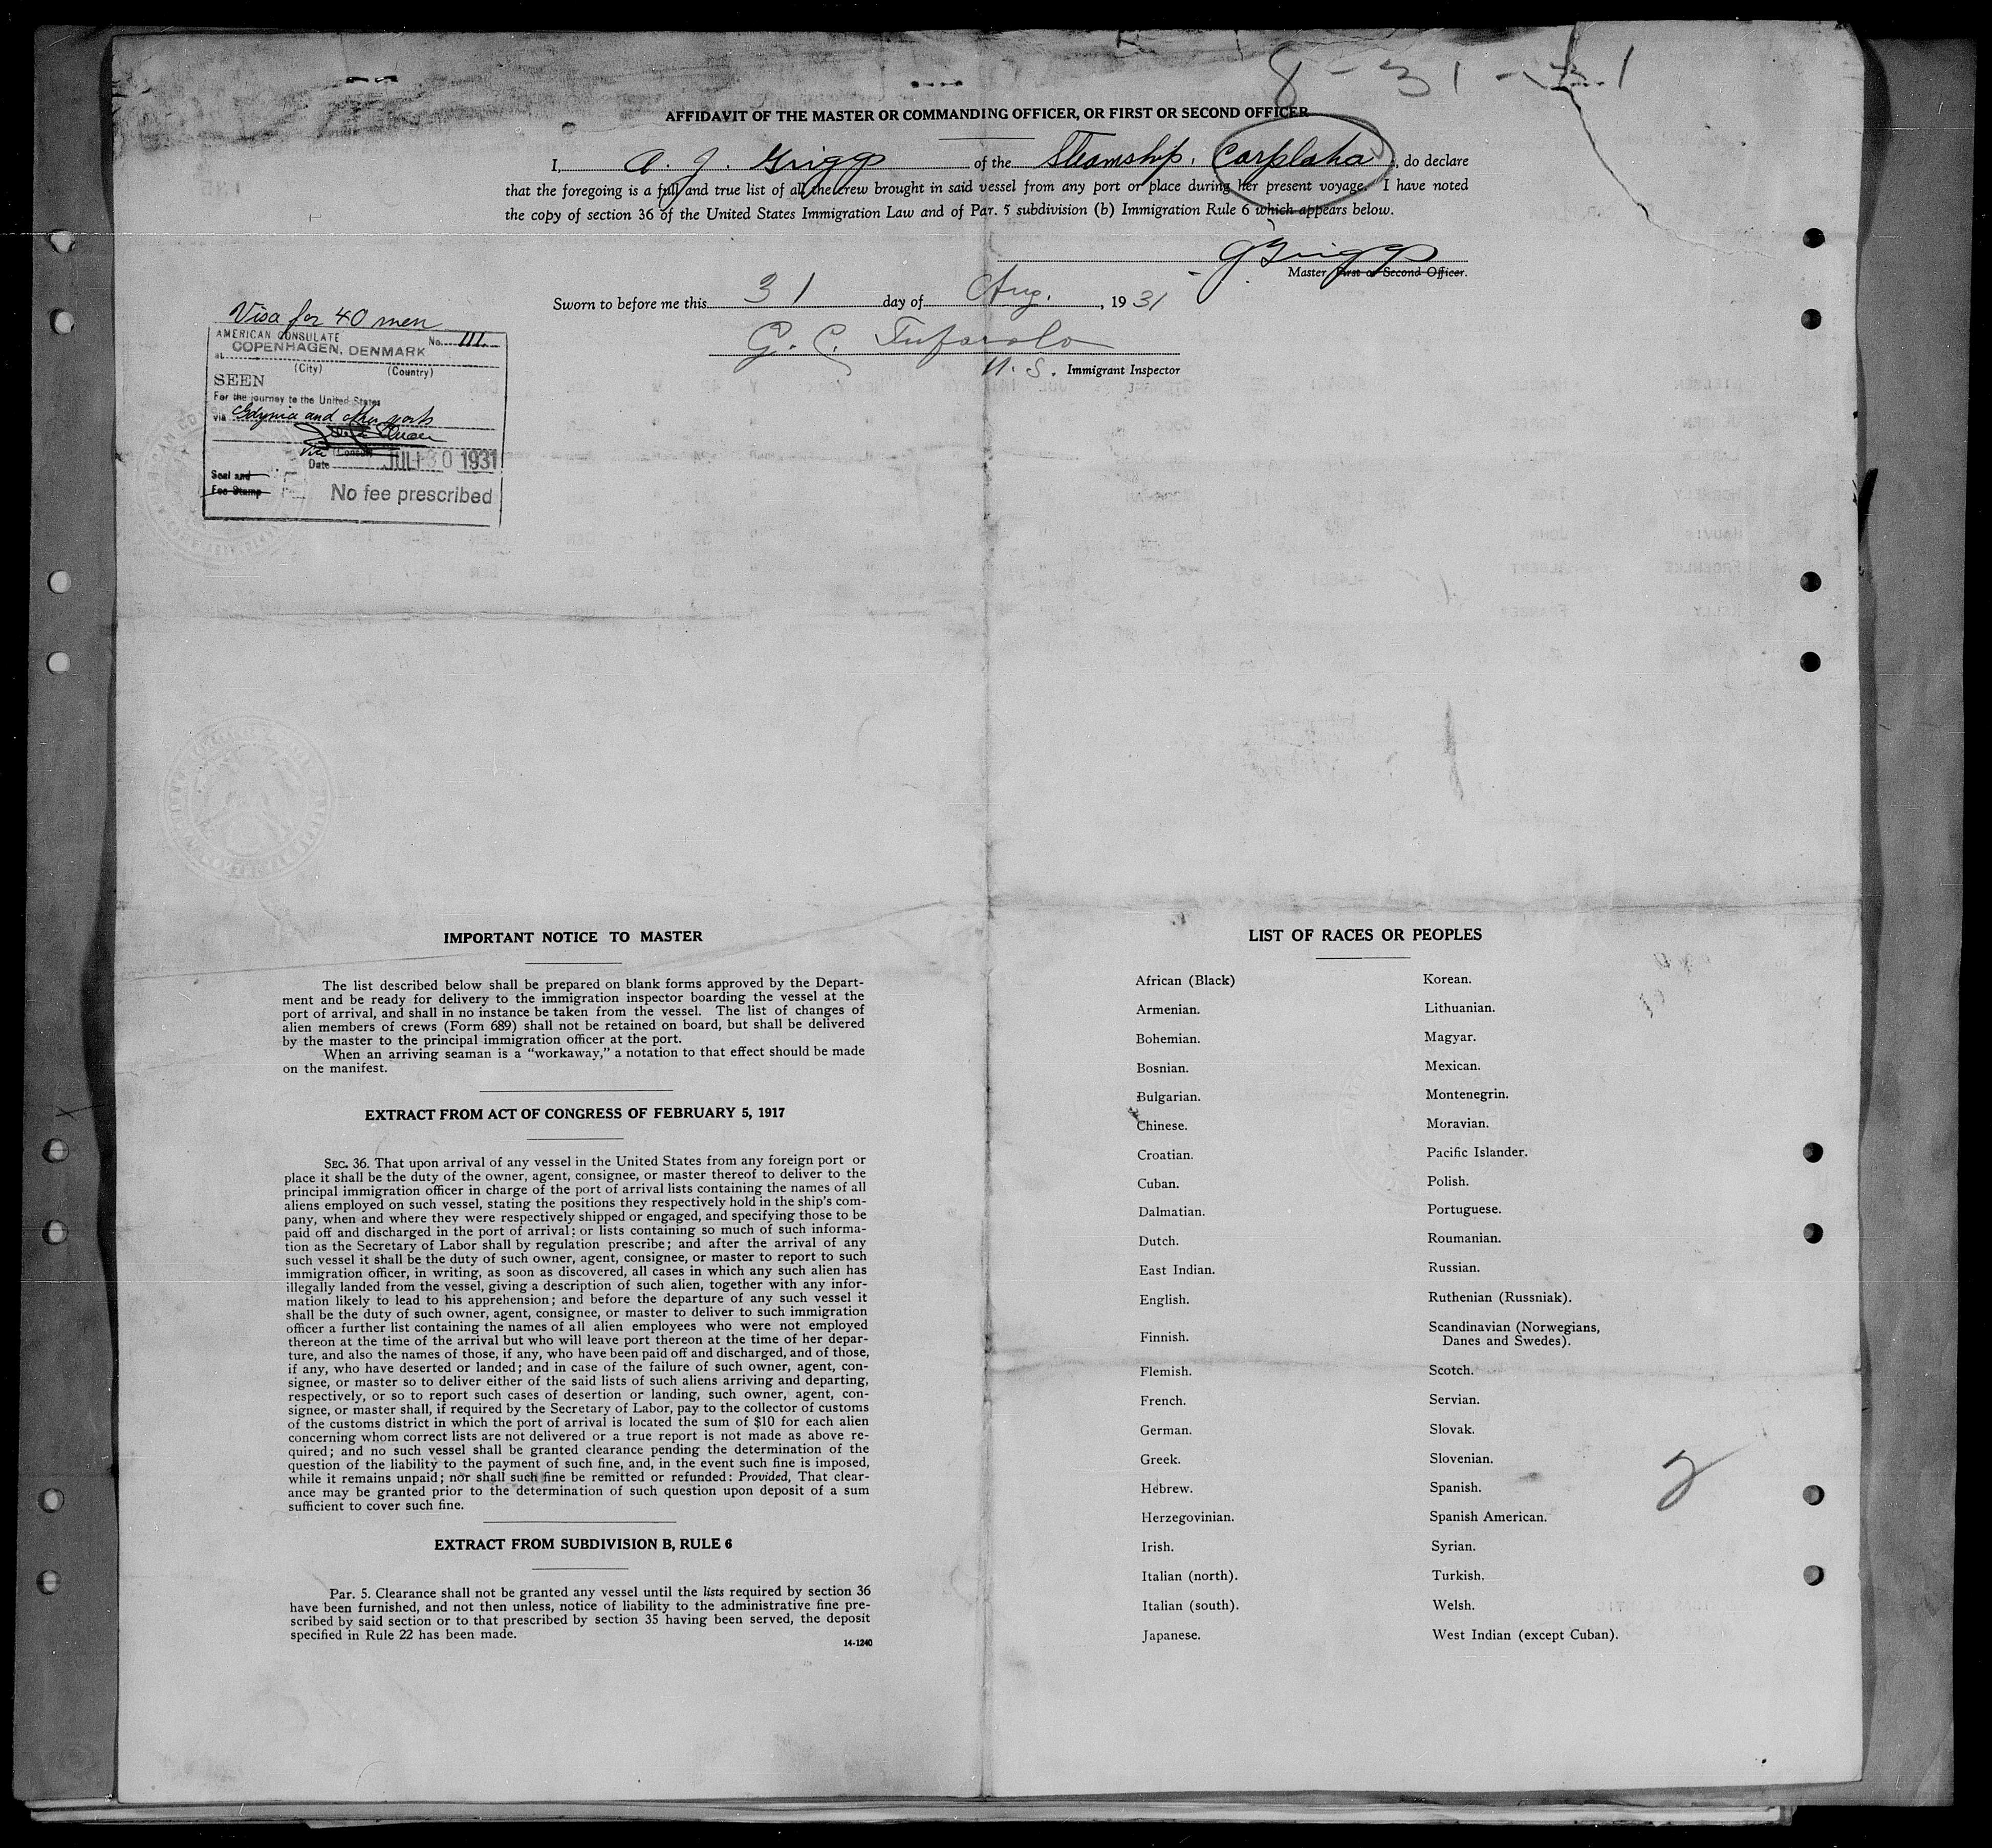 8-31-31
AFFIDAVIT OF THE MASTER OR COMMANDING OFFICER, OR FIRST OR SECOND OFFICER
I, A. J. Griggs of the Steamship, Carplaka, do declare
that the foregoing is a full and true list of all the crew brought in said vessel from any port or place during her present voyage. I have noted
the copy of section 36 of the United States Immigration Law and of Par. 5 subdivision (b) Immigration Rule 6 which appears below.
Master, First or Second Officer.
Sworn to before me this 31 day of Aug., 1931
G. C. Tufarolo
U. S. Immigrant Inspector
Visa for 40 men
AMERICAN CONSULATE No. 111
at COPENHAGEN, DENMARK
(City) (Country)
SEEN
For the journey to the United States
via Gdynia and other ports
Vice Consul
Date JUL 30 1931
Seal and
Fee Stamp
No fee prescribed
IMPORTANT NOTICE TO MASTER
The list described below shall be prepared on blank forms approved by the Depart-
ment and be ready for delivery to the immigration inspector boarding the vessel at the
port of arrival, and shall in no instance be taken from the vessel. The list of changes of
alien members of crews (Form 689) shall not be retained on board, but shall be delivered
by the master to the principal immigration officer at the port.
When an arriving seaman is a "workaway," a notation to that effect should be made
on the manifest.
EXTRACT FROM ACT OF CONGRESS OF FEBRUARY 5, 1917
SEC. 36. That upon arrival of any vessel in the United States from any foreign port or
place it shall be the duty of the owner, agent, consignee, or master thereof to deliver to the
principal immigration officer in charge of the port of arrival lists containing the names of all
aliens employed on such vessel, stating the positions they respectively hold in the ship's com-
pany, when and where they were respectively shipped or engaged, and specifying those to be
paid off and discharged in the port of arrival; or lists containing so much of such informa-
tion as the Secretary of Labor shall by regulation prescribe; and after the arrival of any
such vessel it shall be the duty of such owner, agent, consignee, or master to report to such
immigration officer, in writing, as soon as discovered, all cases in which any such alien has
illegally landed from the vessel, giving a description of such alien, together with any infor-
mation likely to lead to his apprehension; and before the departure of any such vessel it
shall be the duty of such owner, agent, consignee, or master to deliver to such immigration
officer a further list containing the names of all alien employees who were not employed
thereon at the time of the arrival but who will leave port thereon at the time of her depar-
ture, and also the names of those, if any, who have been paid off and discharged, and of those,
if any, who have deserted or landed; and in case of the failure of such owner, agent, con-
signee, or master so to deliver either of the said lists of such aliens arriving and departing,
respectively, or so to report such cases of desertion or landing, such owner, agent, con-
signee, or master shall, if required by the Secretary of Labor, pay to the collector of customs
of the customs district in which the port of arrival is located the sum of $10 for each alien
concerning whom correct lists are not delivered or a true report is not made as above re-
quired; and no such vessel shall be granted clearance pending the determination of the
question of the liability to the payment of such fine, and, in the event such fine is imposed,
while it remains unpaid; nor shall such fine be remitted or refunded: Provided, That clear-
ance may be granted prior to the determination of such question upon deposit of a sum
sufficient to cover such fine.
EXTRACT FROM SUBDIVISION B, RULE 6
Par. 5. Clearance shall not be granted any vessel until the lists required by section 36
have been furnished, and not then unless, notice of liability to the administrative fine pre-
scribed by said section or to that prescribed by section 35 having been served, the deposit
specified in Rule 22 has been made.
14-1240
LIST OF RACES OR PEOPLES
African (Black)
Armenian.
Bohemian.
Bosnian.
Bulgarian.
Chinese.
Croatian.
Cuban.
Dalmatian.
Dutch.
East Indian.
English.
Finnish.
Flemish.
French.
German.
Greek.
Hebrew.
Herzegovinian.
Irish.
Italian (north).
Italian (south).
Japanese.
Korean.
Lithuanian.
Magyar.
Mexican.
Montenegrin.
Moravian.
Pacific Islander.
Polish.
Portuguese.
Roumanian.
Russian.
Ruthenian (Russniak).
Scandinavian (Norwegians,
Danes and Swedes).
Scotch.
Servian.
Slovak.
Slovenian.
Spanish.
Spanish American.
Syrian.
Turkish.
Welsh.
West Indian (except Cuban).
2